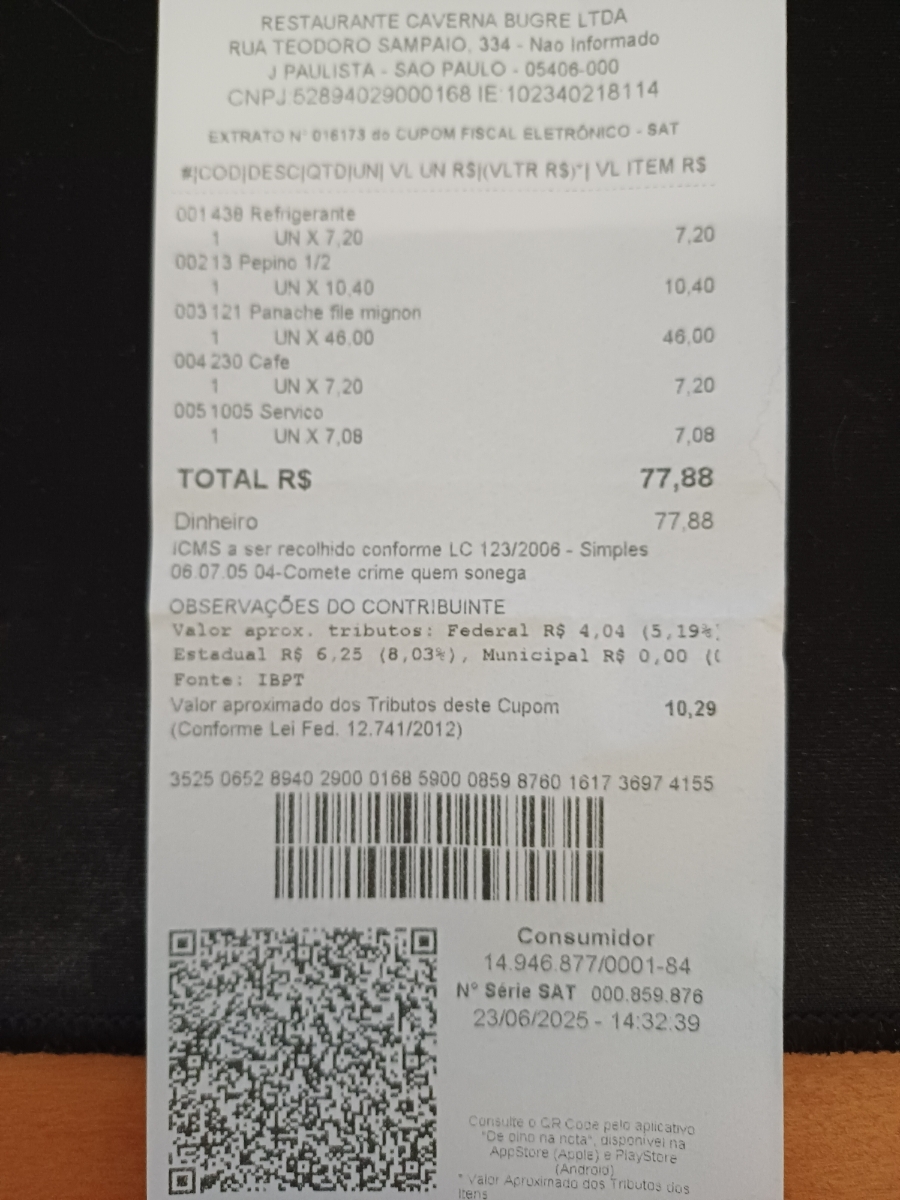 RESTAURANTE CAVERNA BUGRE LTDA
RUA TEODORO SAMPAIO, 334 - Nao Informado
J PAULISTA - SAO PAULO - 05406-000
CNPJ 52894029000168 IE:102340218114
EXTRATO N° 016173 do CUPOM FISCAL ELETRÔNICO - SAT
#|COD|DESC|QTD|UN| VL UN R$|(VLTR R$)*| VL ITEM R$
001 438 Refrigerante
1 UN X 7,20 7,20
002 13 Pepino 1/2
1 UN X 10,40 10,40
003 121 Panache file mignon
1 UN X 46,00 46,00
004 230 Cafe
1 UN X 7,20 7,20
005 1005 Servico
1 UN X 7,08 7,08
TOTAL R$ 77,88
Dinheiro 77,88
ICMS a ser recolhido conforme LC 123/2006 - Simples
06.07.05 04-Comete crime quem sonega
OBSERVAÇÕES DO CONTRIBUINTE
Valor aprox. tributos: Federal R$ 4,04 (5,19%)
Estadual R$ 6,25 (8,03%), Municipal R$ 0,00 ((
Fonte: IBPT
Valor aproximado dos Tributos deste Cupom 10,29
(Conforme Lei Fed. 12.741/2012)
3525 0652 8940 2900 0168 5900 0859 8760 1617 3697 4155
Consumidor
14.946.877/0001-84
N° Série SAT 000.859.876
23/06/2025 - 14:32:39
Consulte o QR Code pelo aplicativo
"De olho na nota", disponível na
AppStore (Apple) e PlayStore
(Android)
* Valor Aproximado dos Tributos dos
Itens